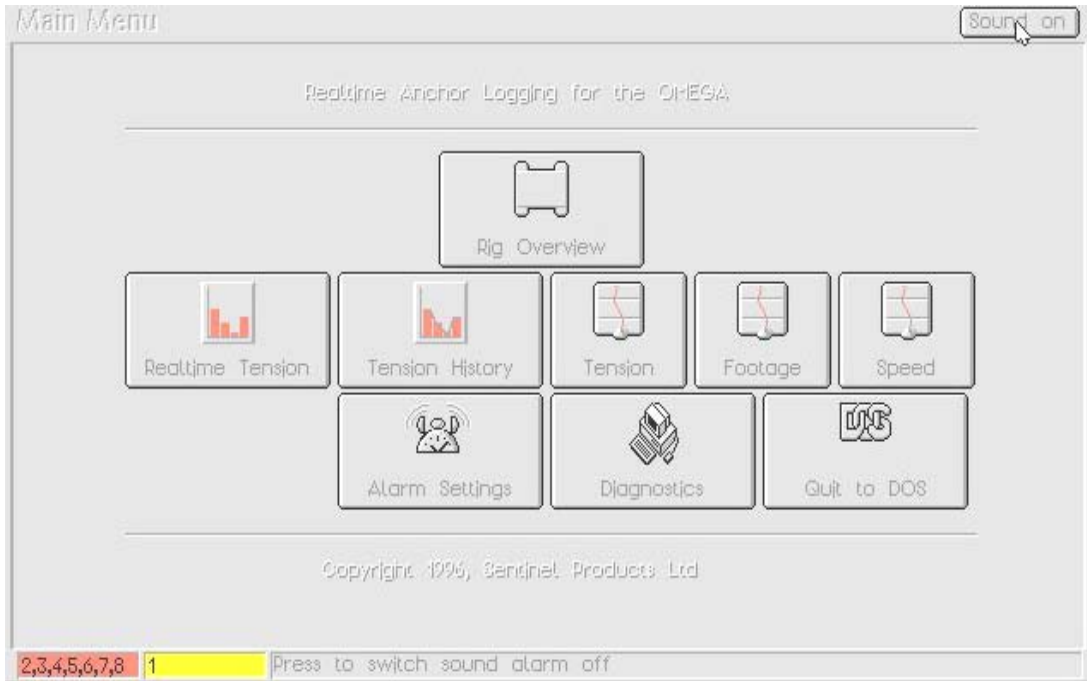 Main Menu
Sound on
Realtime Anchor Logging for the OMEGA
Rig Overview
Realtime Tension
Tension History
Tension
Footage
Speed
Alarm Settings
Diagnostics
DOS
Quit to DOS
Copyright 1996, Sentinel Products Ltd
2,3,4,5,6,7,8
1
Press to switch sound alarm off